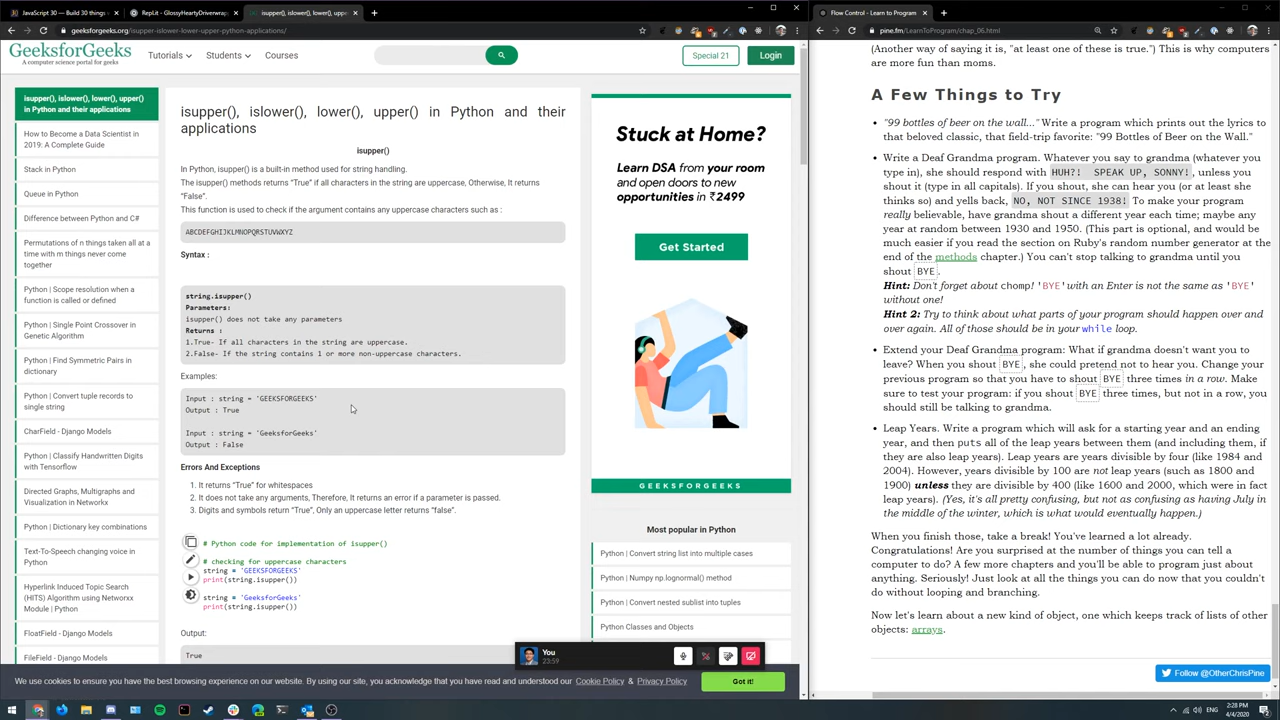 JavaScript 30 — Build 30 things
RepLit - GlossyHeartyDriverwrap
isupper(), islower(), lower(), upp
Flow Control - Learn to Program
geeksforgeeks.org/isupper-islower-lower-upper-python-applications/
pine.fm/LearnToProgram/chap_06.html
GeeksforGeeks
A computer science portal for geeks
Tutorials
Students
Courses
Special 21
Login
isupper(), islower(), lower(), upper()
in Python and their applications
How to Become a Data Scientist in
2019: A Complete Guide
Stack in Python
Queue in Python
Difference between Python and C#
Permutations of n things taken all at a
time with m things never come
together
Python | Scope resolution when a
function is called or defined
Python | Single Point Crossover in
Genetic Algorithm
Python | Find Symmetric Pairs in
dictionary
Python | Convert tuple records to
single string
CharField - Django Models
Python | Classify Handwritten Digits
with Tensorflow
Directed Graphs, Multigraphs and
Visualization in Networkx
Python | Dictionary key combinations
Text-To-Speech changing voice in
Python
Hyperlink Induced Topic Search
(HITS) Algorithm using Networxx
Module | Python
FloatField - Django Models
FileField - Django Models
isupper(), islower(), lower(), upper() in Python and their
applications
isupper()
In Python, isupper() is a built-in method used for string handling.
The isupper() methods returns "True" if all characters in the string are uppercase, Otherwise, It returns
"False".
This function is used to check if the argument contains any uppercase characters such as :
ABCDEFGHIJKLMNOPQRSTUVWXYZ
Syntax :
string.isupper()
Parameters:
isupper() does not take any parameters
Returns :
1.True- If all characters in the string are uppercase.
2.False- If the string contains 1 or more non-uppercase characters.
Examples:
Input : string = 'GEEKSFORGEEKS'
Output : True
Input : string = 'GeeksforGeeks'
Output : False
Errors And Exceptions
1. It returns "True" for whitespaces
2. It does not take any arguments, Therefore, It returns an error if a parameter is passed.
3. Digits and symbols return "True", Only an uppercase letter returns "false".
# Python code for implementation of isupper()
# checking for uppercase characters
string = 'GEEKSFORGEEKS'
print(string.isupper())
string = 'GeeksforGeeks'
print(string.isupper())
Output:
True
Stuck at Home?
Learn DSA from your room
and open doors to new
opportunities in ₹2499
Get Started
GEEKSFORGEEKS
Most popular in Python
Python | Convert string list into multiple cases
Python | Numpy np.lognormal() method
Python | Convert nested sublist into tuples
Python Classes and Objects
You
23:59
We use cookies to ensure you have the best browsing experience on our website. By using our site, you acknowledge that you have read and understood our Cookie Policy & Privacy Policy
Got it!
(Another way of saying it is, "at least one of these is true.") This is why computers
are more fun than moms.
A Few Things to Try
• "99 bottles of beer on the wall..." Write a program which prints out the lyrics to
that beloved classic, that field-trip favorite: "99 Bottles of Beer on the Wall."
• Write a Deaf Grandma program. Whatever you say to grandma (whatever you
type in), she should respond with HUH?! SPEAK UP, SONNY!, unless you
shout it (type in all capitals). If you shout, she can hear you (or at least she
thinks so) and yells back, NO, NOT SINCE 1938! To make your program
really believable, have grandma shout a different year each time; maybe any
year at random between 1930 and 1950. (This part is optional, and would be
much easier if you read the section on Ruby's random number generator at the
end of the methods chapter.) You can't stop talking to grandma until you
shout BYE.
Hint: Don't forget about chomp! 'BYE'with an Enter is not the same as 'BYE'
without one!
Hint 2: Try to think about what parts of your program should happen over and
over again. All of those should be in your while loop.
• Extend your Deaf Grandma program: What if grandma doesn't want you to
leave? When you shout BYE, she could pretend not to hear you. Change your
previous program so that you have to shout BYE three times in a row. Make
sure to test your program: if you shout BYE three times, but not in a row, you
should still be talking to grandma.
• Leap Years. Write a program which will ask for a starting year and an ending
year, and then puts all of the leap years between them (and including them, if
they are also leap years). Leap years are years divisible by four (like 1984 and
2004). However, years divisible by 100 are not leap years (such as 1800 and
1900) unless they are divisible by 400 (like 1600 and 2000, which were in fact
leap years). (Yes, it's all pretty confusing, but not as confusing as having July in
the middle of the winter, which is what would eventually happen.)
When you finish those, take a break! You've learned a lot already.
Congratulations! Are you surprised at the number of things you can tell a
computer to do? A few more chapters and you'll be able to program just about
anything. Seriously! Just look at all the things you can do now that you couldn't
do without looping and branching.
Now let's learn about a new kind of object, one which keeps track of lists of other
objects: arrays.
Follow @OtherChrisPine
ENG
2:28 PM
4/4/2020